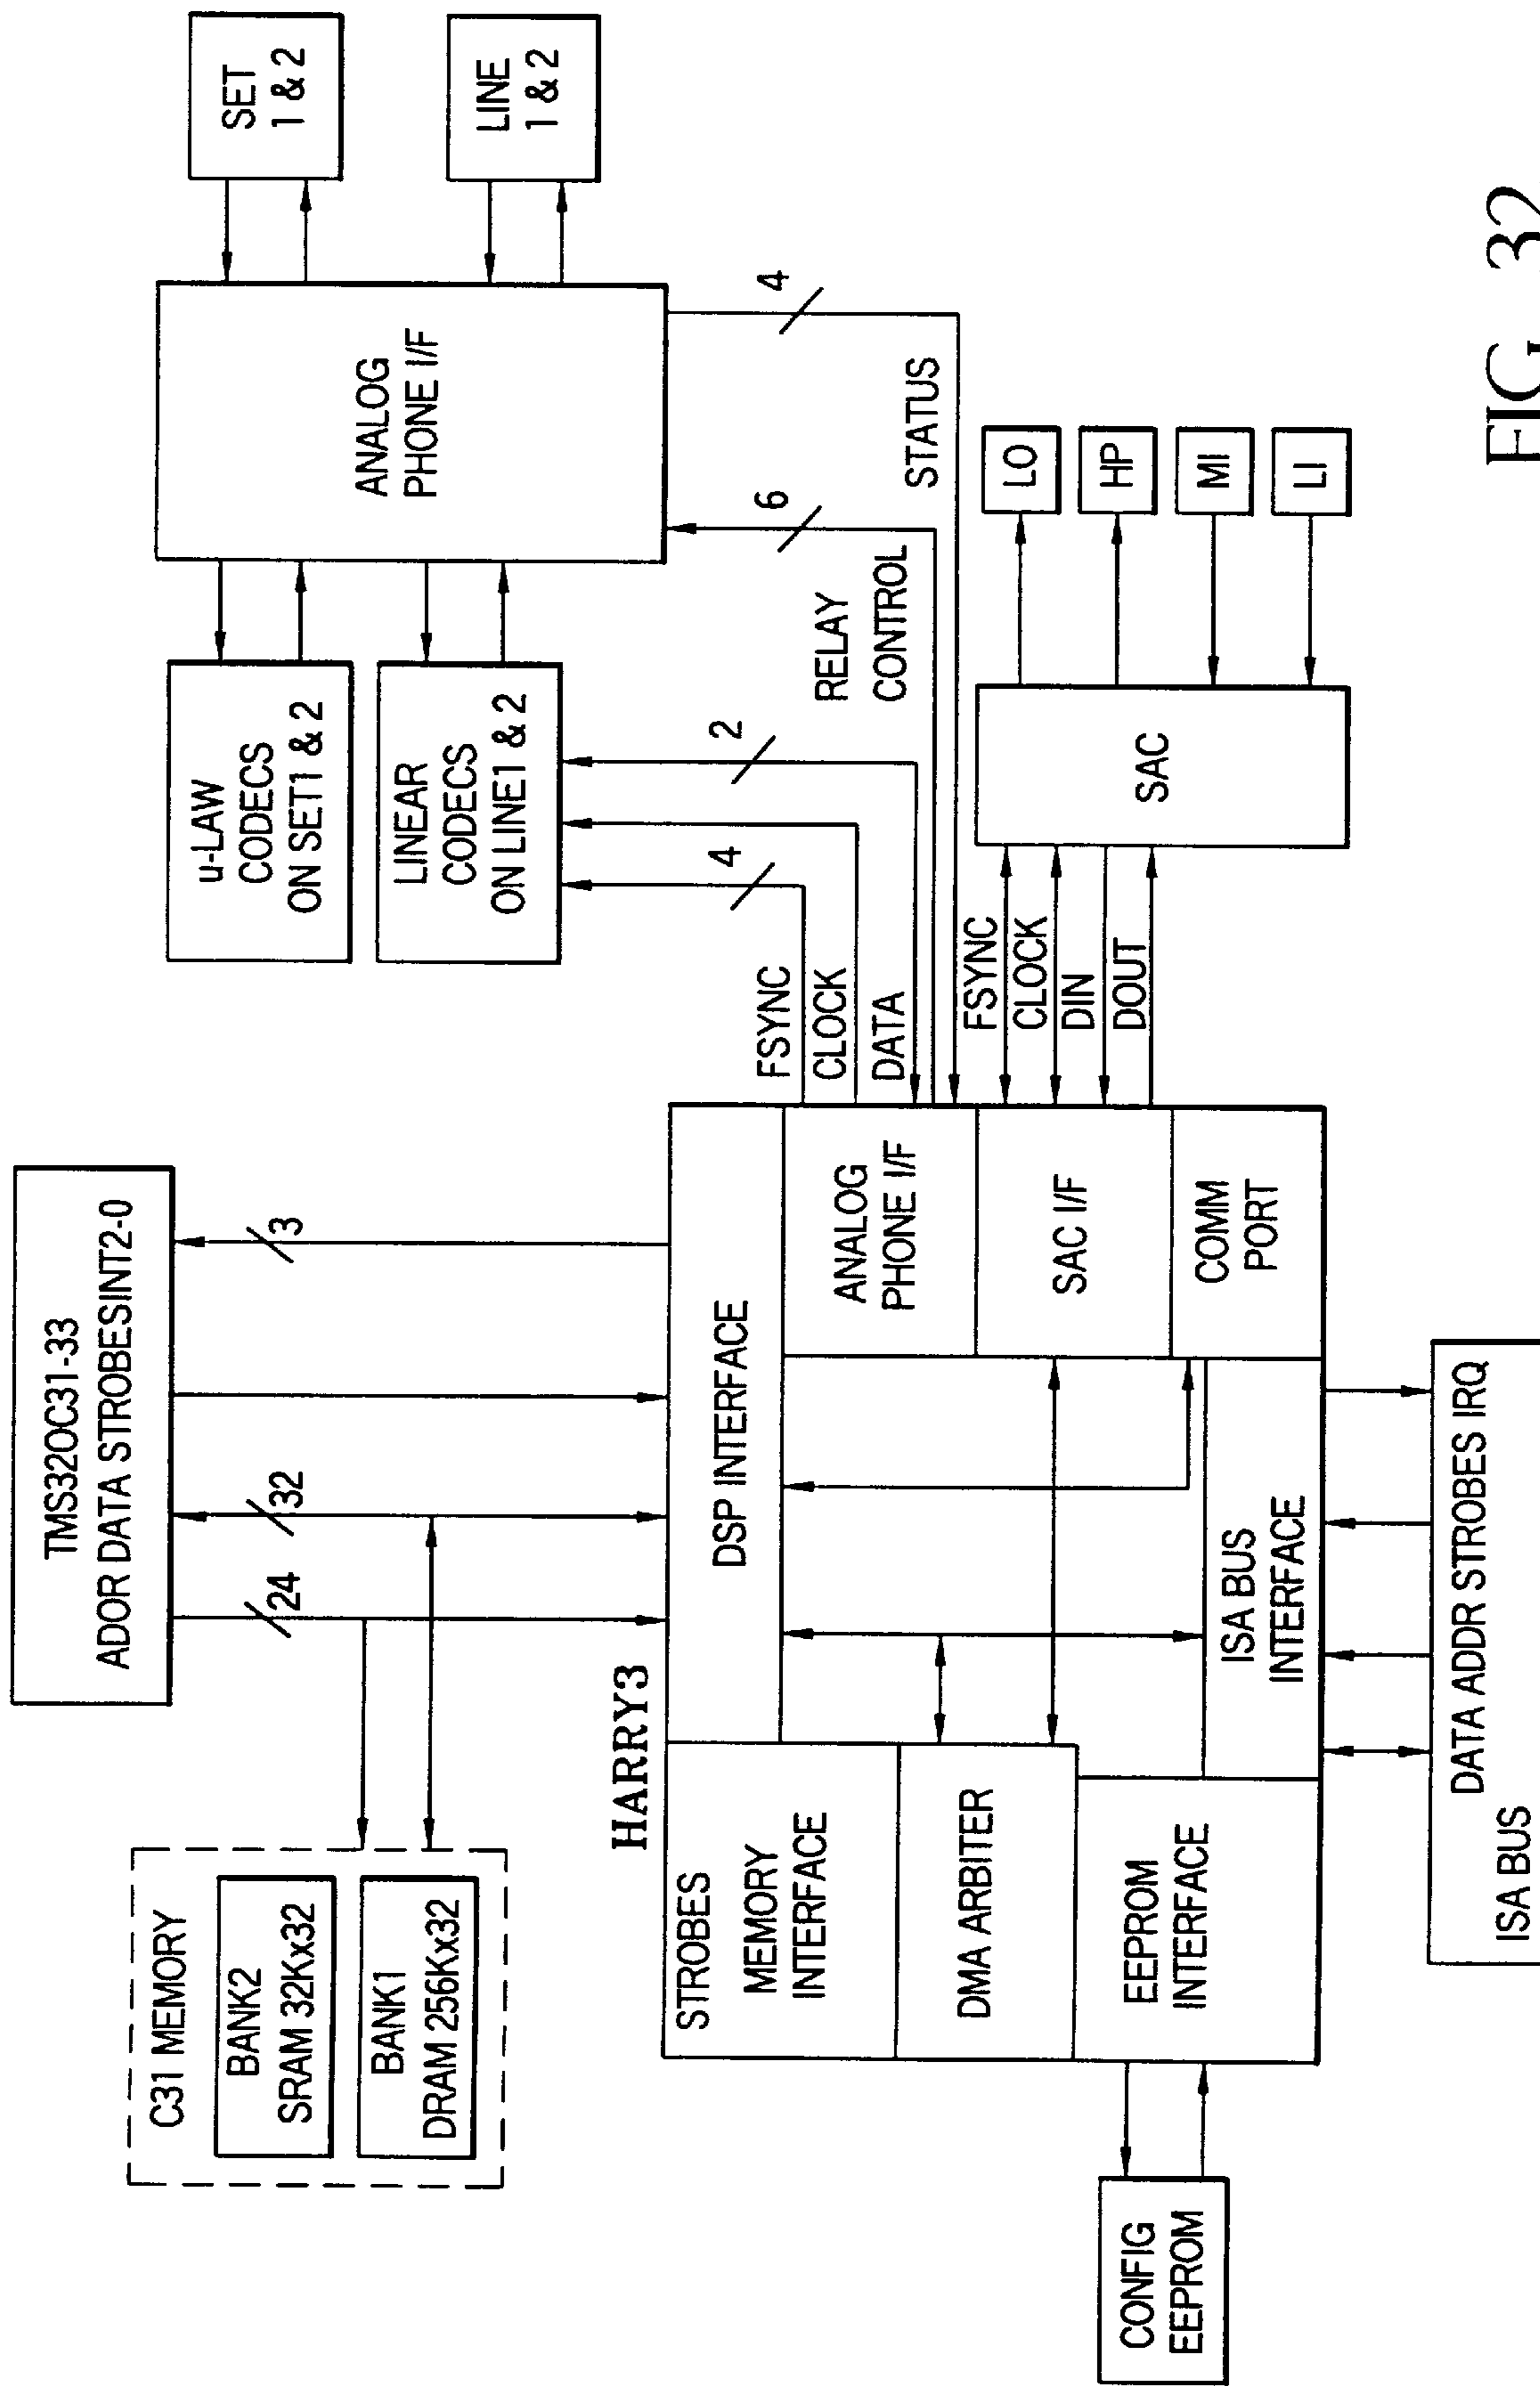 TMS320C31-33
ADOR DATA STROBESINT2-0
C31 MEMORY
BANK2
SRAM 32Kx32
BANK1
DRAM 256Kx32
24
32
3
HARRY3
STROBES
MEMORY
INTERFACE
DSP INTERFACE
DMA ARBITER
EEPROM
INTERFACE
ISA BUS
INTERFACE
ANALOG
PHONE I/F
SAC I/F
COMM
PORT
CONFIG
EEPROM
DATA ADDR STROBES IRQ
ISA BUS
u-LAW
CODECS
ON SET1 & 2
LINEAR
CODECS
ON LINE1 & 2
ANALOG
PHONE I/F
SET
1 & 2
LINE
1 & 2
FSYNC
4
CLOCK
DATA
2
RELAY
CONTROL
6
STATUS
4
FSYNC
CLOCK
DIN
DOUT
SAC
LO
HP
MI
LI
FIG. 32